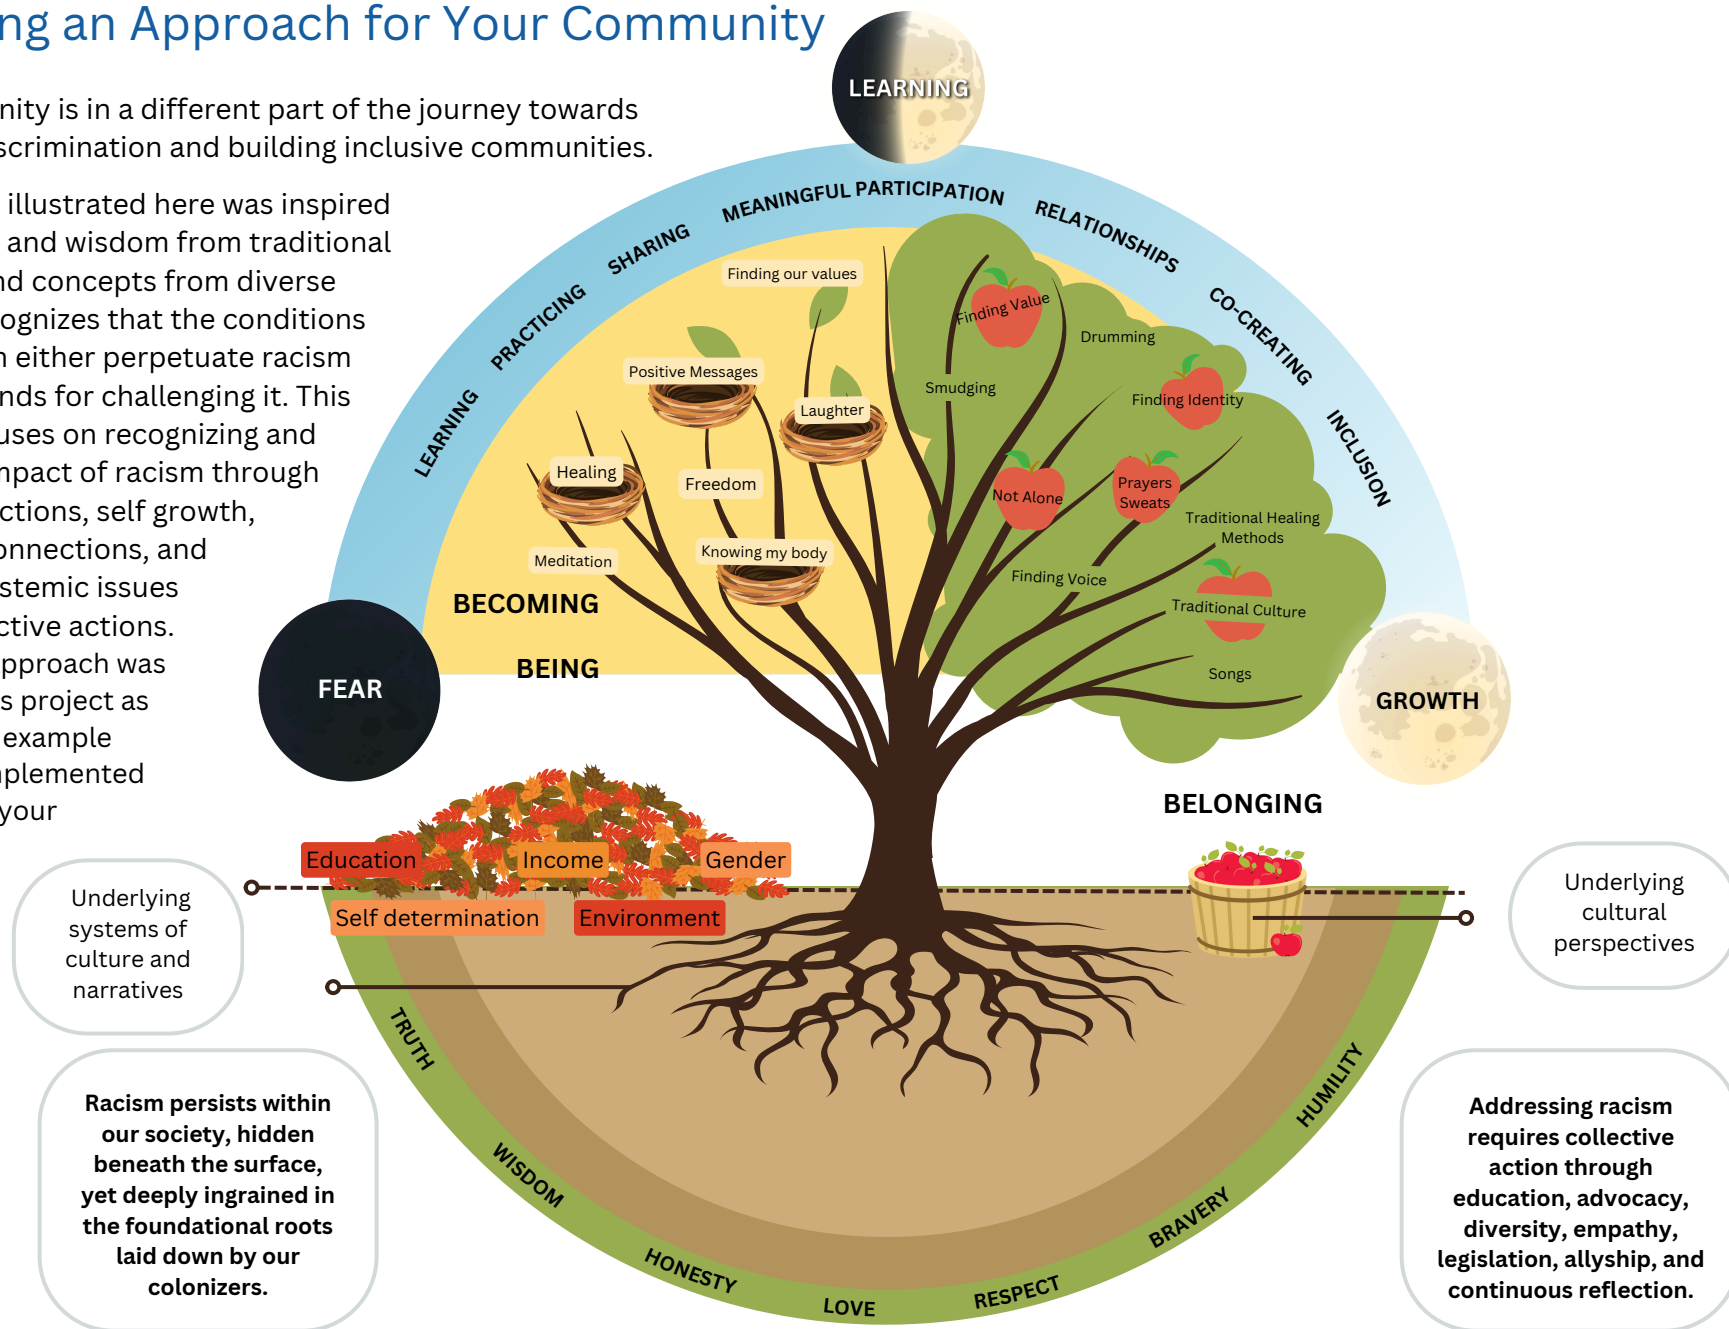 ng an Approach for Your Community
nity is in a different part of the journey towards
scrimination and building inclusive communities.
illustrated here was inspired
and wisdom from traditional
nd concepts from diverse
ognizes that the conditions
n either perpetuate racism
nds for challenging it. This
uses on recognizing and
mpact of racism through
ctions, self growth,
onnections, and
stemic issues
ctive actions.
pproach was
s project as
example
nplemented
your
LEARNING
LEARNING
PRACTICING
SHARING
MEANINGFUL PARTICIPATION
RELATIONSHIPS
CO-CREATING
INCLUSION
Finding our values
Positive Messages
Laughter
Healing
Freedom
Meditation
Knowing my body
BECOMING
BEING
FEAR
Finding Value
Drumming
Smudging
Finding Identity
Not Alone
Prayers
Sweats
Traditional Healing
Methods
Finding Voice
Traditional Culture
Songs
GROWTH
BELONGING
Education
Income
Gender
Self determination
Environment
Underlying
systems of
culture and
narratives
Underlying
cultural
perspectives
TRUTH
WISDOM
HONESTY
LOVE
RESPECT
BRAVERY
HUMILITY
Racism persists within
our society, hidden
beneath the surface,
yet deeply ingrained in
the foundational roots
laid down by our
colonizers.
Addressing racism
requires collective
action through
education, advocacy,
diversity, empathy,
legislation, allyship, and
continuous reflection.